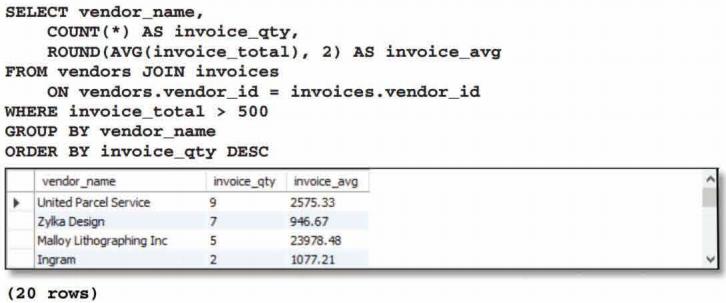 SELECT vendor_name,
COUNT(*) AS invoice_qty,
ROUND(AVG(invoice_total), 2) AS invoice_avg
FROM vendors JOIN invoices
ON vendors.vendor_id = invoices.vendor_id
WHERE invoice_total > 500
GROUP BY vendor_name
ORDER BY invoice_qty DESC
vendor_name invoice_qty invoice_avg
United Parcel Service 9 2575.33
Zylka Design 7 946.67
Malloy Lithographing Inc 5 23978.48
Ingram 2 1077.21
(20 rows)